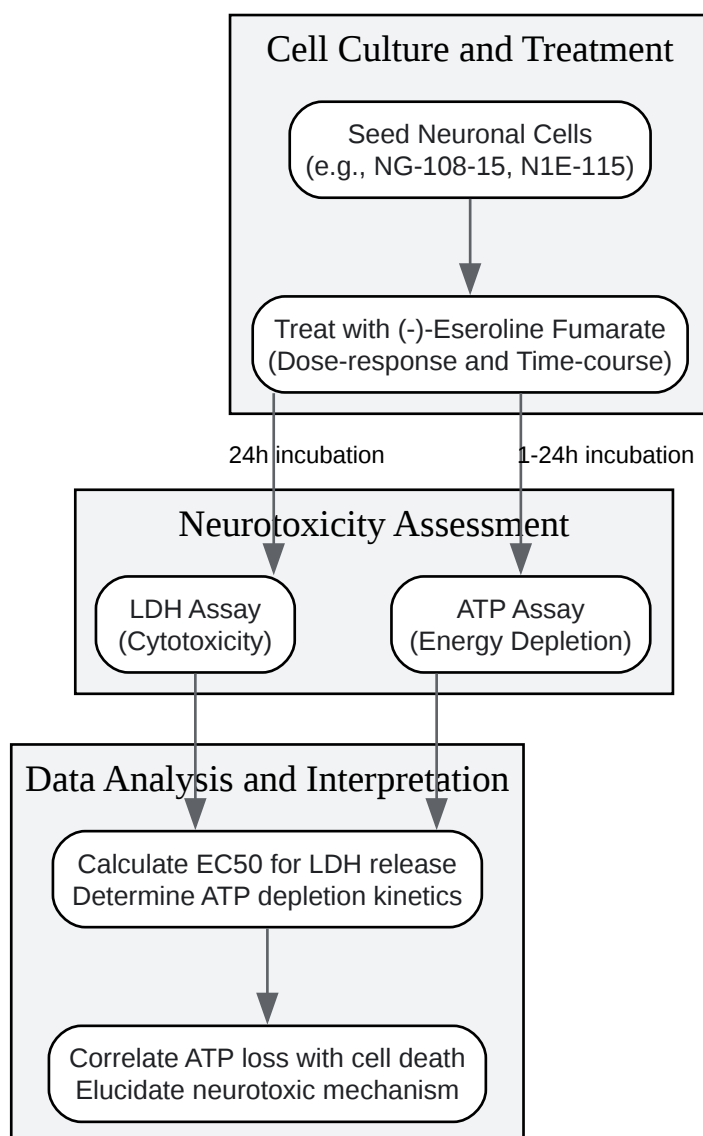 Cell Culture and Treatment
Seed Neuronal Cells
(e.g., NG-108-15, N1E-115)
Treat with (-)-Eseroline Fumarate
(Dose-response and Time-course)
24h incubation
1-24h incubation
Neurotoxicity Assessment
LDH Assay
(Cytotoxicity)
ATP Assay
(Energy Depletion)
Data Analysis and Interpretation
Calculate EC50 for LDH release
Determine ATP depletion kinetics
Correlate ATP loss with cell death
Elucidate neurotoxic mechanism